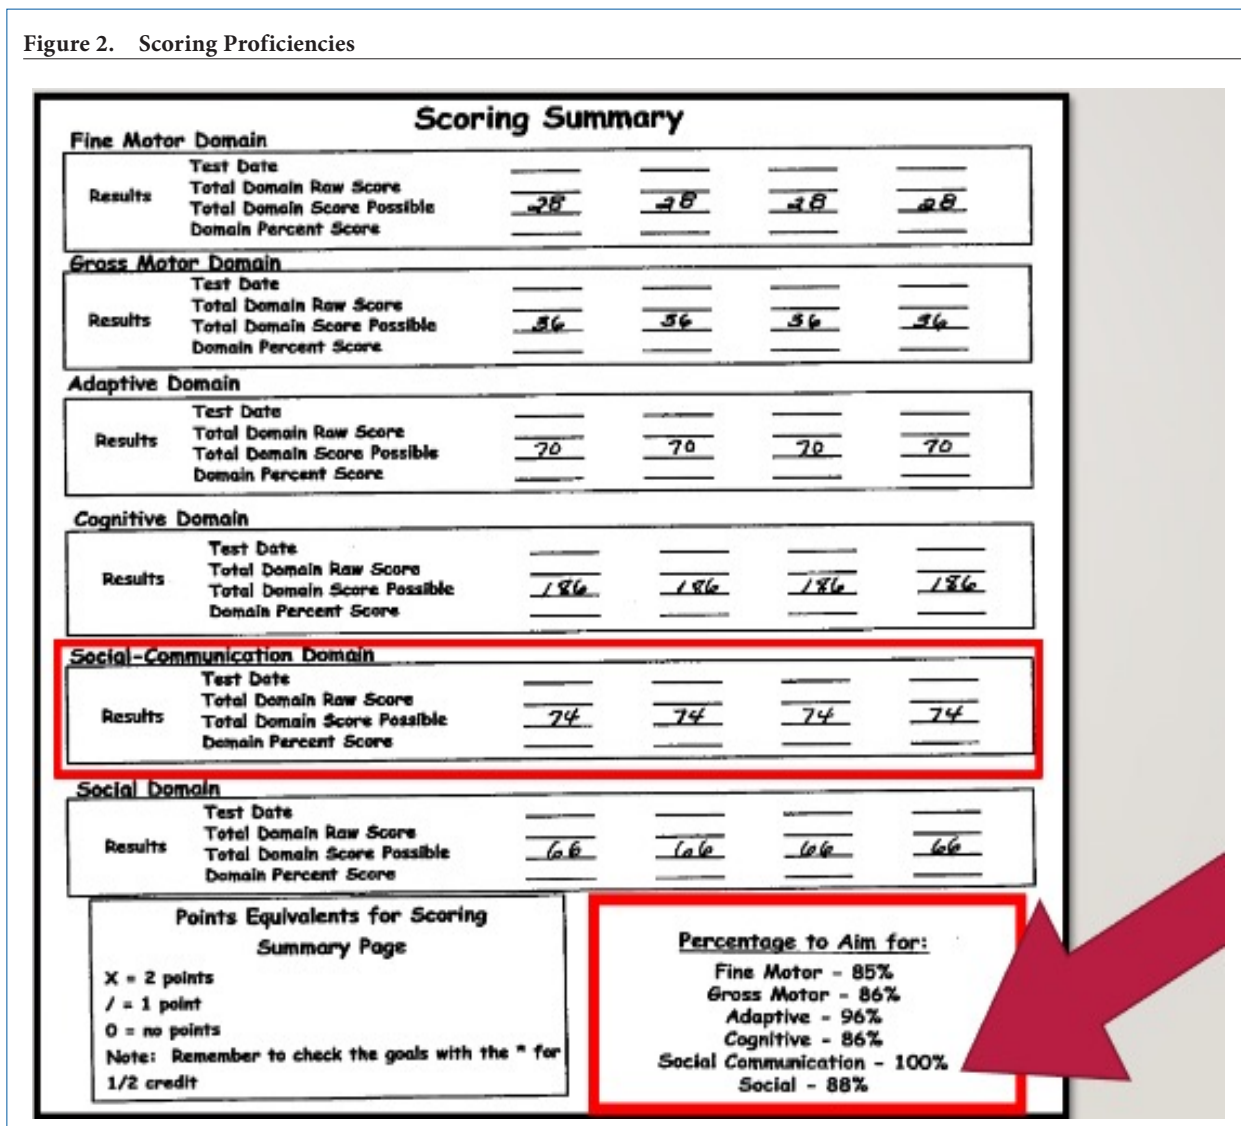 Figure 2. Scoring Proficiencies
Scoring Summary
Fine Motor Domain
Test Date
Total Domain Raw Score
Results
Total Domain Score Possible 28 28 28 28
Domain Percent Score
Gross Motor Domain
Test Date
Total Domain Raw Score
Results
Total Domain Score Possible 36 36 36 36
Domain Percent Score
Adaptive Domain
Test Date
Total Domain Raw Score
Results
Total Domain Score Possible 70 70 70 70
Domain Percent Score
Cognitive Domain
Test Date
Total Domain Raw Score
Results
Total Domain Score Possible 186 186 186 186
Domain Percent Score
Social-Communication Domain
Test Date
Total Domain Raw Score
Results
Total Domain Score Possible 74 74 74 74
Domain Percent Score
Social Domain
Test Date
Total Domain Raw Score
Results
Total Domain Score Possible 66 66 66 66
Domain Percent Score
Points Equivalents for Scoring
Summary Page
X = 2 points
/ = 1 point
0 = no points
Note: Remember to check the goals with the * for
1/2 credit
Percentage to Aim for:
Fine Motor - 85%
Gross Motor - 86%
Adaptive - 96%
Cognitive - 86%
Social Communication - 100%
Social - 88%